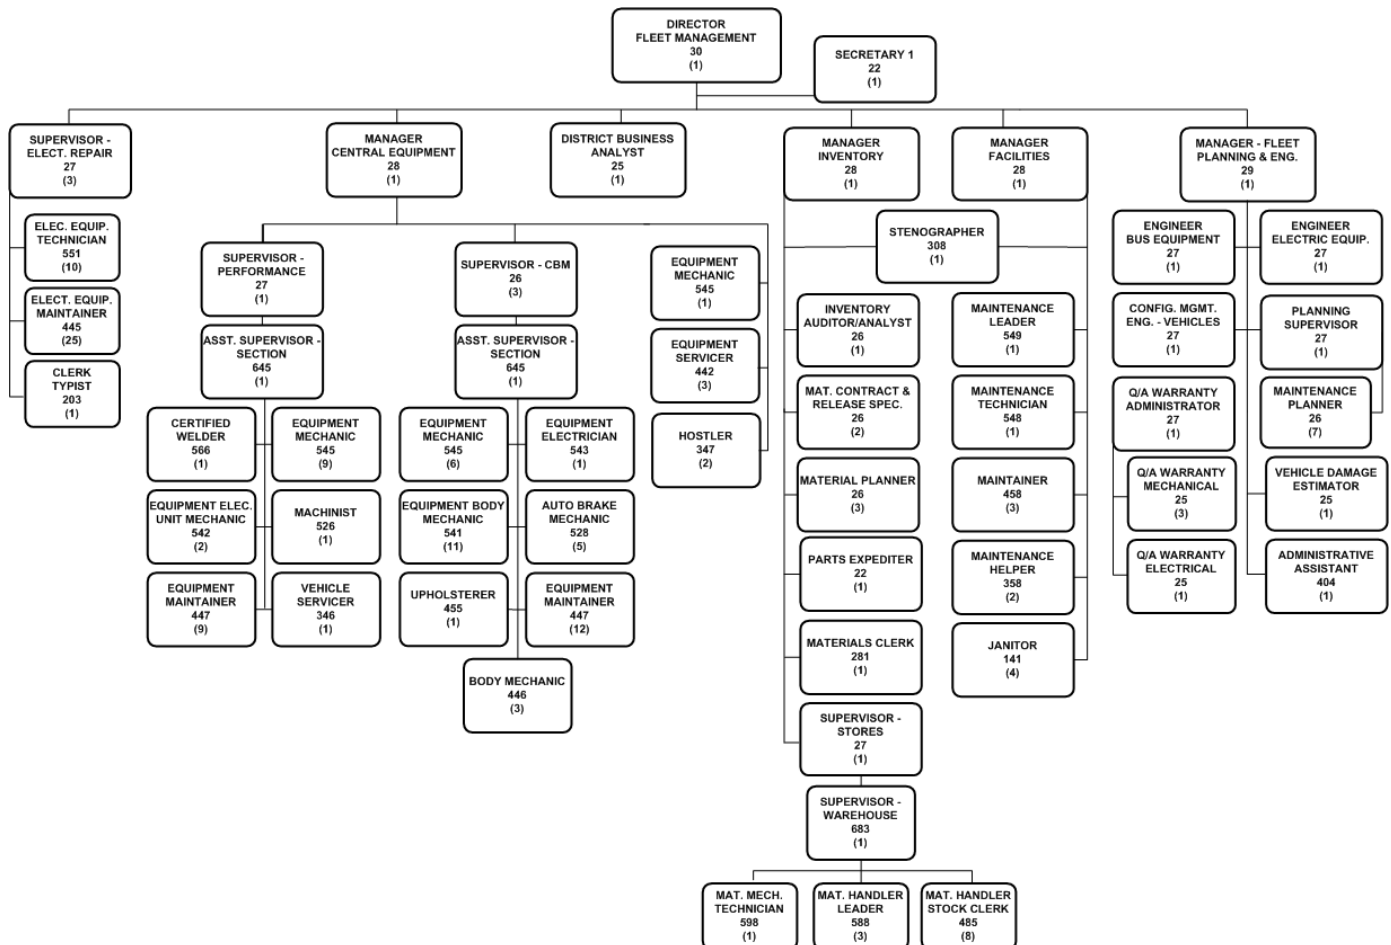 DIRECTOR
FLEET MANAGEMENT
30
(1)
SECRETARY 1
22
(1)
SUPERVISOR -
ELECT. REPAIR
27
(3)
MANAGER
CENTRAL EQUIPMENT
28
(1)
DISTRICT BUSINESS
ANALYST
25
(1)
MANAGER
INVENTORY
28
(1)
MANAGER
FACILITIES
28
(1)
MANAGER - FLEET
PLANNING & ENG.
29
(1)
ELEC. EQUIP.
TECHNICIAN
551
(10)
ELECT. EQUIP.
MAINTAINER
445
(25)
CLERK
TYPIST
203
(1)
SUPERVISOR -
PERFORMANCE
27
(1)
ASST. SUPERVISOR -
SECTION
645
(1)
CERTIFIED
WELDER
566
(1)
EQUIPMENT
MECHANIC
545
(9)
EQUIPMENT ELEC.
UNIT MECHANIC
542
(2)
MACHINIST
526
(1)
EQUIPMENT
MAINTAINER
447
(9)
VEHICLE
SERVICER
346
(1)
SUPERVISOR - CBM
26
(3)
ASST. SUPERVISOR -
SECTION
645
(1)
EQUIPMENT
MECHANIC
545
(6)
EQUIPMENT
ELECTRICIAN
543
(1)
EQUIPMENT BODY
MECHANIC
541
(11)
AUTO BRAKE
MECHANIC
528
(5)
UPHOLSTERER
455
(1)
EQUIPMENT
MAINTAINER
447
(12)
BODY MECHANIC
446
(3)
EQUIPMENT
MECHANIC
545
(1)
EQUIPMENT
SERVICER
442
(3)
HOSTLER
347
(2)
STENOGRAPHER
308
(1)
INVENTORY
AUDITOR/ANALYST
26
(1)
MAT. CONTRACT &
RELEASE SPEC.
26
(2)
MATERIAL PLANNER
26
(3)
PARTS EXPEDITER
22
(1)
MATERIALS CLERK
281
(1)
SUPERVISOR -
STORES
27
(1)
SUPERVISOR -
WAREHOUSE
683
(1)
MAT. MECH.
TECHNICIAN
598
(1)
MAT. HANDLER
LEADER
588
(3)
MAT. HANDLER
STOCK CLERK
485
(8)
MAINTENANCE
LEADER
549
(1)
MAINTENANCE
TECHNICIAN
548
(1)
MAINTAINER
458
(3)
MAINTENANCE
HELPER
358
(2)
JANITOR
141
(4)
ENGINEER
BUS EQUIPMENT
27
(1)
ENGINEER
ELECTRIC EQUIP.
27
(1)
CONFIG. MGMT.
ENG. - VEHICLES
27
(1)
PLANNING
SUPERVISOR
27
(1)
Q/A WARRANTY
ADMINISTRATOR
27
(1)
MAINTENANCE
PLANNER
26
(7)
Q/A WARRANTY
MECHANICAL
25
(3)
VEHICLE DAMAGE
ESTIMATOR
25
(1)
Q/A WARRANTY
ELECTRICAL
25
(1)
ADMINISTRATIVE
ASSISTANT
404
(1)